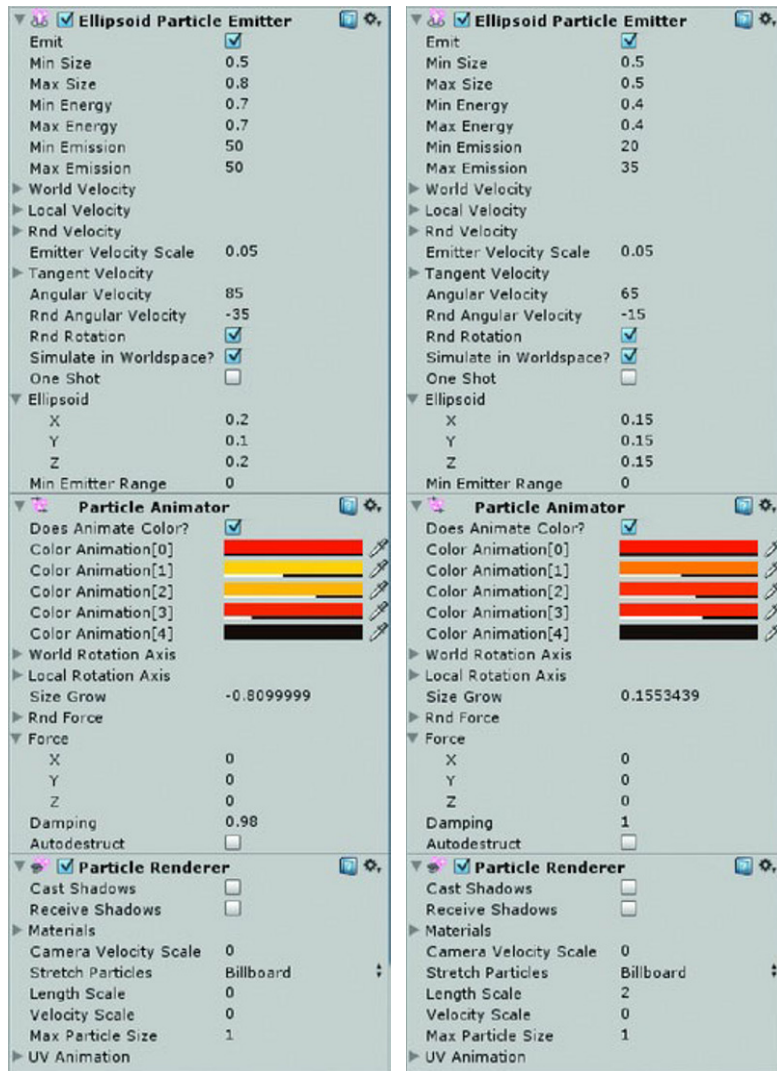 Ellipsoid Particle Emitter
Emit
Min Size 0.5
Max Size 0.8
Min Energy 0.7
Max Energy 0.7
Min Emission 50
Max Emission 50
World Velocity
Local Velocity
Rnd Velocity
Emitter Velocity Scale 0.05
Tangent Velocity
Angular Velocity 85
Rnd Angular Velocity -35
Rnd Rotation
Simulate in Worldspace?
One Shot
Ellipsoid
X 0.2
Y 0.1
Z 0.2
Min Emitter Range 0
Particle Animator
Does Animate Color?
Color Animation[0]
Color Animation[1]
Color Animation[2]
Color Animation[3]
Color Animation[4]
World Rotation Axis
Local Rotation Axis
Size Grow -0.8099999
Rnd Force
Force
X 0
Y 0
Z 0
Damping 0.98
Autodestruct
Particle Renderer
Cast Shadows
Receive Shadows
Materials
Camera Velocity Scale 0
Stretch Particles Billboard
Length Scale 0
Velocity Scale 0
Max Particle Size 1
UV Animation
Ellipsoid Particle Emitter
Emit
Min Size 0.5
Max Size 0.5
Min Energy 0.4
Max Energy 0.4
Min Emission 20
Max Emission 35
World Velocity
Local Velocity
Rnd Velocity
Emitter Velocity Scale 0.05
Tangent Velocity
Angular Velocity 65
Rnd Angular Velocity -15
Rnd Rotation
Simulate in Worldspace?
One Shot
Ellipsoid
X 0.15
Y 0.15
Z 0.15
Min Emitter Range 0
Particle Animator
Does Animate Color?
Color Animation[0]
Color Animation[1]
Color Animation[2]
Color Animation[3]
Color Animation[4]
World Rotation Axis
Local Rotation Axis
Size Grow 0.1553439
Rnd Force
Force
X 0
Y 0
Z 0
Damping 1
Autodestruct
Particle Renderer
Cast Shadows
Receive Shadows
Materials
Camera Velocity Scale 0
Stretch Particles Billboard
Length Scale 2
Velocity Scale 0
Max Particle Size 1
UV Animation